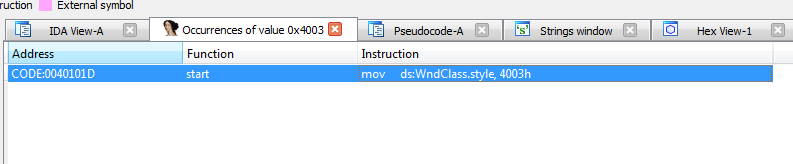 ruction External symbol
IDA View-A Occurrences of value 0x4003 Pseudocode-A Strings window Hex View-1
Address Function Instruction
CODE:0040101D start mov ds:WndClass.style, 4003h